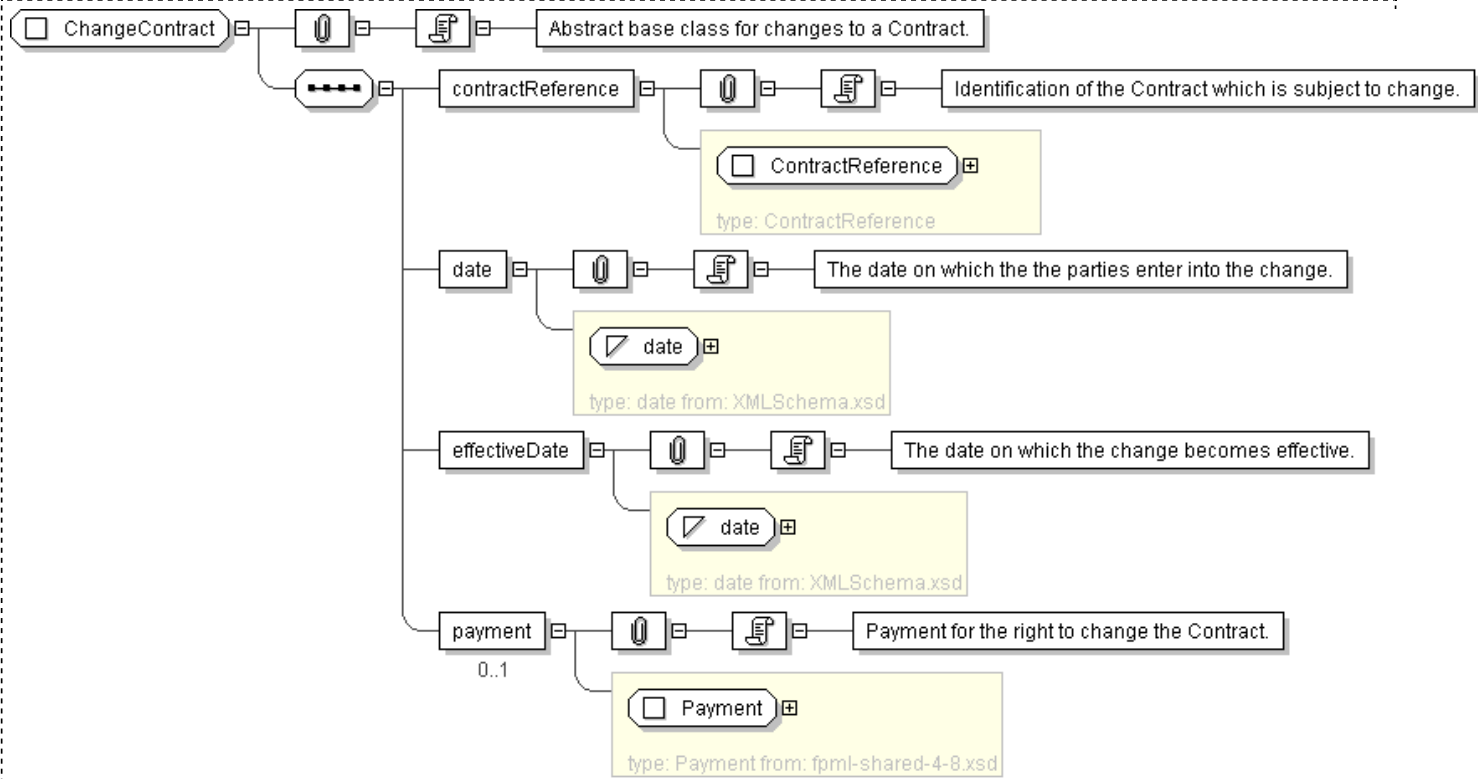 ChangeContract
Abstract base class for changes to a Contract.
contractReference
Identification of the Contract which is subject to change.
ContractReference
type: ContractReference
date
The date on which the the parties enter into the change.
date
type: date from: XMLSchema.xsd
effectiveDate
The date on which the change becomes effective.
date
type: date from: XMLSchema.xsd
payment
Payment for the right to change the Contract.
0..1
Payment
type: Payment from: fpml-shared-4-8.xsd